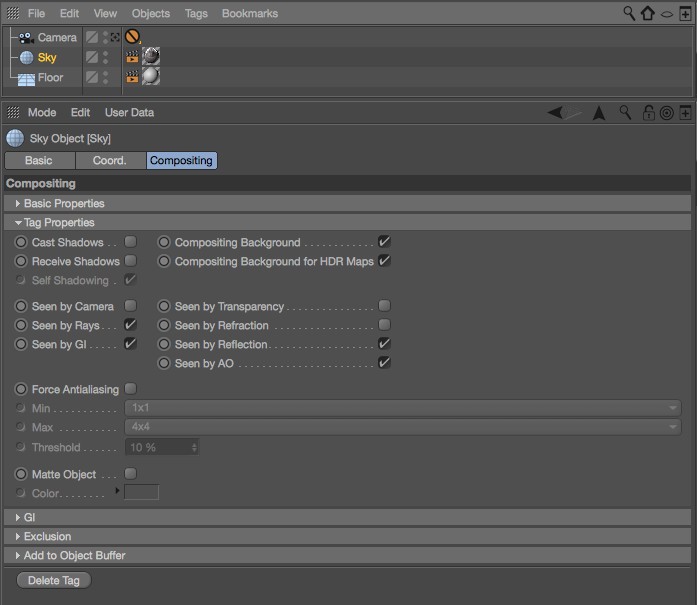 File Edit View Objects Tags Bookmarks
Camera
Sky
Floor
Mode Edit User Data
Sky Object [Sky]
Basic Coord. Compositing
Compositing
Basic Properties
Tag Properties
Cast Shadows . . Compositing Background . . . . . . . . . . . .
Receive Shadows Compositing Background for HDR Maps
Self Shadowing .
Seen by Camera Seen by Transparency . . . . . . . . . . . . . .
Seen by Rays . . . Seen by Refraction . . . . . . . . . . . . . . . .
Seen by GI . . . . . Seen by Reflection . . . . . . . . . . . . . . . .
Seen by AO . . . . . . . . . . . . . . . . . . . .
Force Antialiasing
Min . . . . . . . . . . 1x1
Max . . . . . . . . . 4x4
Threshold . . . . . . 10 %
Matte Object . . .
Color. . . . . . . .
GI
Exclusion
Add to Object Buffer
Delete Tag